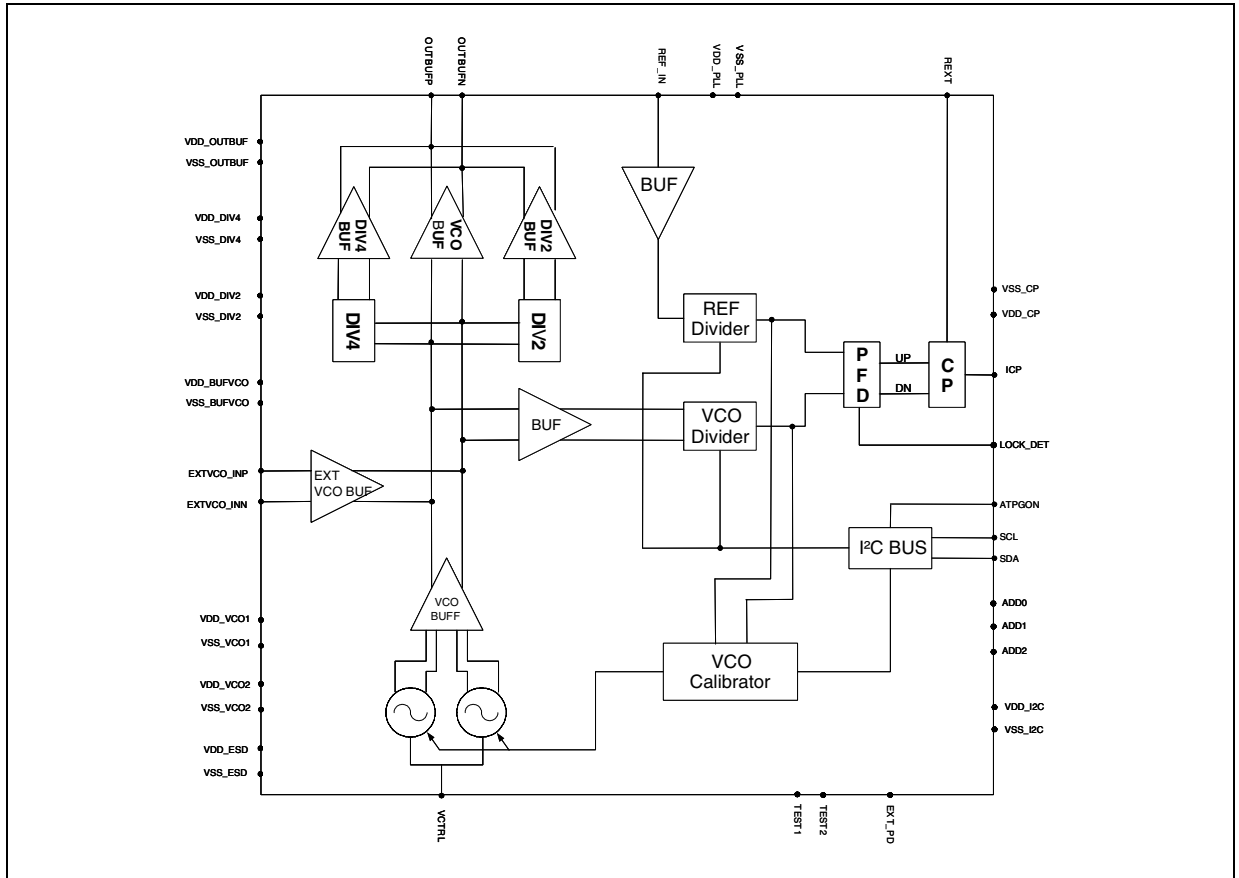 OUTBUFP
OUTBUFN
REF_IN
VDD_PLL
VSS_PLL
REXT
VDD_OUTBUF
VSS_OUTBUF
VDD_DIV4
VSS_DIV4
VDD_DIV2
VSS_DIV2
VDD_BUFVCO
VSS_BUFVCO
EXTVCO_INP
EXTVCO_INN
VDD_VCO1
VSS_VCO1
VDD_VCO2
VSS_VCO2
VDD_ESD
VSS_ESD
DIV4
BUF
VCO
BUF
DIV2
BUF
DIV4
DIV2
BUF
REF
Divider
BUF
VCO
Divider
P
F
D
UP
DN
C
P
EXT
VCO BUF
VCO
BUFF
I²C BUS
VCO
Calibrator
VSS_CP
VDD_CP
ICP
LOCK_DET
ATPGON
SCL
SDA
ADD0
ADD1
ADD2
VDD_I2C
VSS_I2C
VCTRL
TEST1
TEST2
EXT_PD